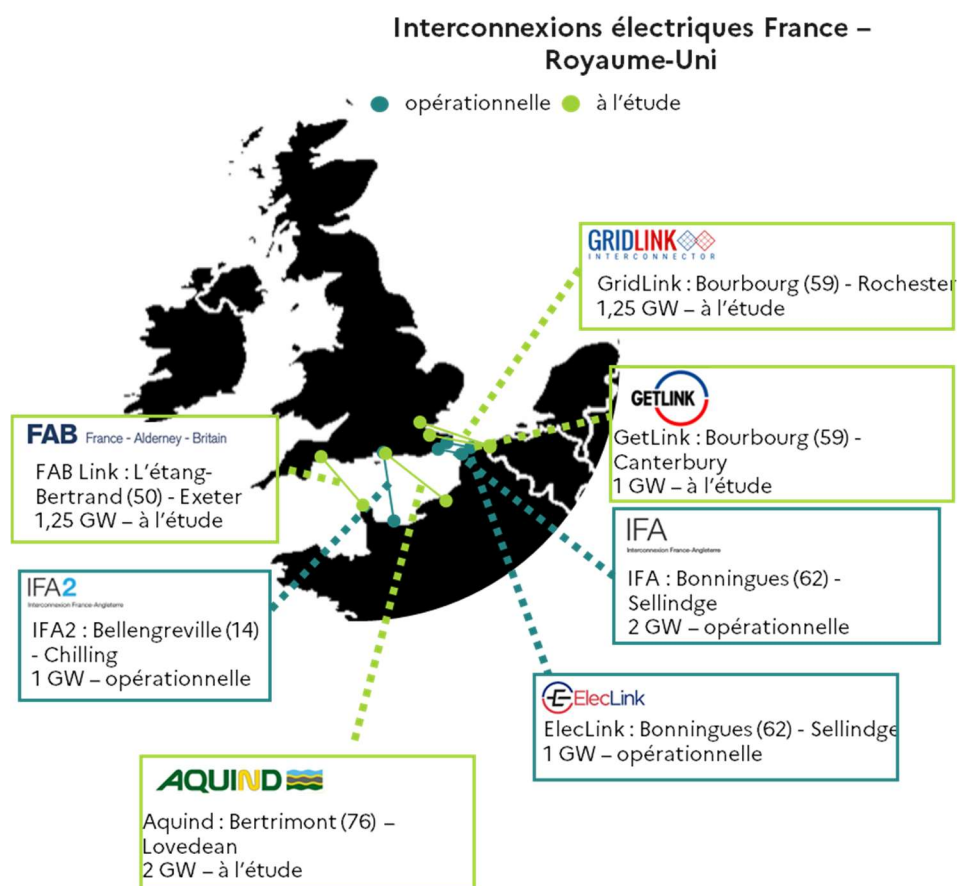 Interconnexions électriques France –
Royaume-Uni
opérationnelle
à l’étude
GRIDLINK
INTERCONNECTOR
GridLink : Bourbourg (59) - Rochester
1,25 GW – à l’étude
GETLINK
GetLink : Bourbourg (59) -
Canterbury
1 GW – à l’étude
FAB France - Alderney - Britain
FAB Link : L’étang-
Bertrand (50) - Exeter
1,25 GW – à l’étude
IFA
Interconnexion France-Angleterre
IFA : Bonningues (62) -
Sellindge
2 GW – opérationnelle
IFA2
Interconnexion France-Angleterre
IFA2 : Bellengreville (14)
- Chilling
1 GW – opérationnelle
ElecLink
ElecLink : Bonningues (62) - Sellindge
1 GW – opérationnelle
AQUIND
Aquind : Bertrimont (76) –
Lovedean
2 GW – à l’étude